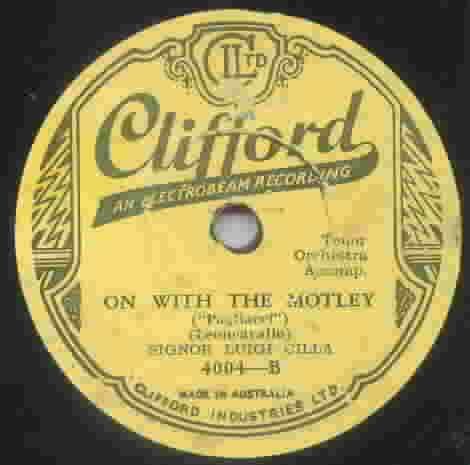 C LTD
Clifford
AN ELECTROBEAM RECORDING
Tenor
Orchestra
Accomp.
ON WITH THE MOTLEY
("Pagliacci")
(Leoncavallo)
SIGNOR LUIGI CILLA
4004—B
MADE IN AUSTRALIA
CLIFFORD INDUSTRIES LTD.